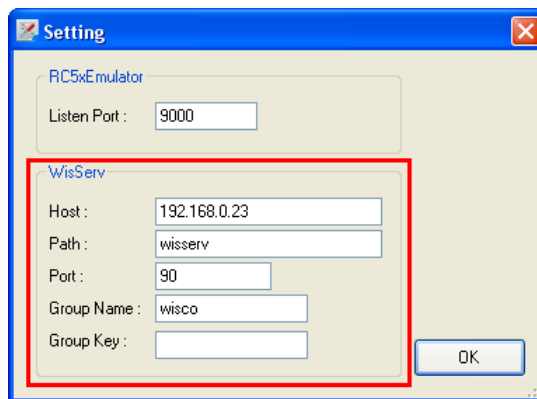 Setting
RC5xEmulator
Listen Port : 9000
WisServ
Host : 192.168.0.23
Path : wisserv
Port : 90
Group Name : wisco
Group Key :
OK